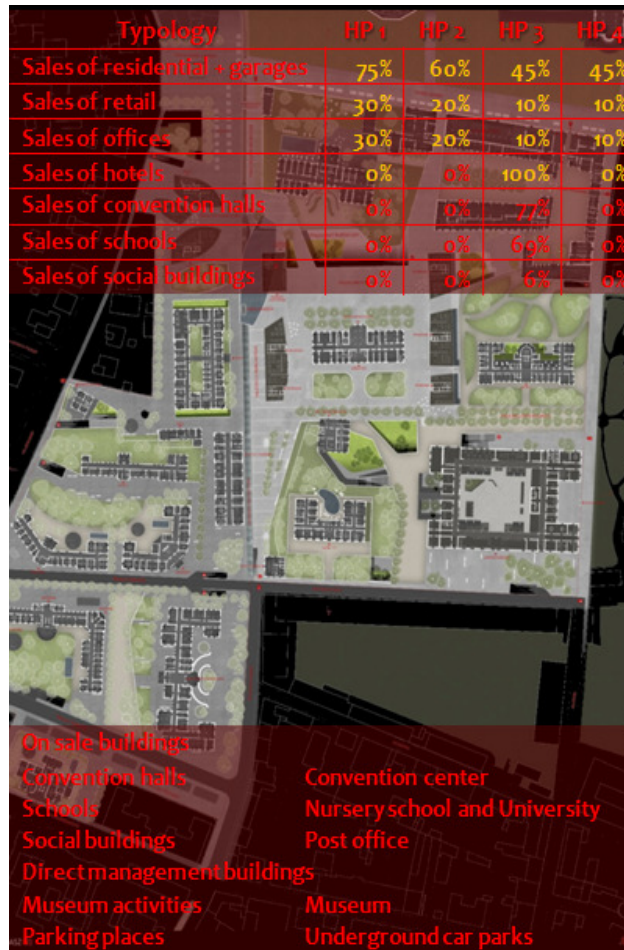 Typology HP 1 HP 2 HP 3 HP 4
Sales of residential + garages 75% 60% 45% 45%
Sales of retail 30% 20% 10% 10%
Sales of offices 30% 20% 10% 10%
Sales of hotels 0% 0% 100% 0%
Sales of convention halls 0% 0% 77% 0%
Sales of schools 0% 0% 69% 0%
Sales of social buildings 0% 0% 6% 0%
On sale buildings
Convention halls Convention center
Schools Nursery school and University
Social buildings Post office
Direct management buildings
Museum activities Museum
Parking places Underground car parks